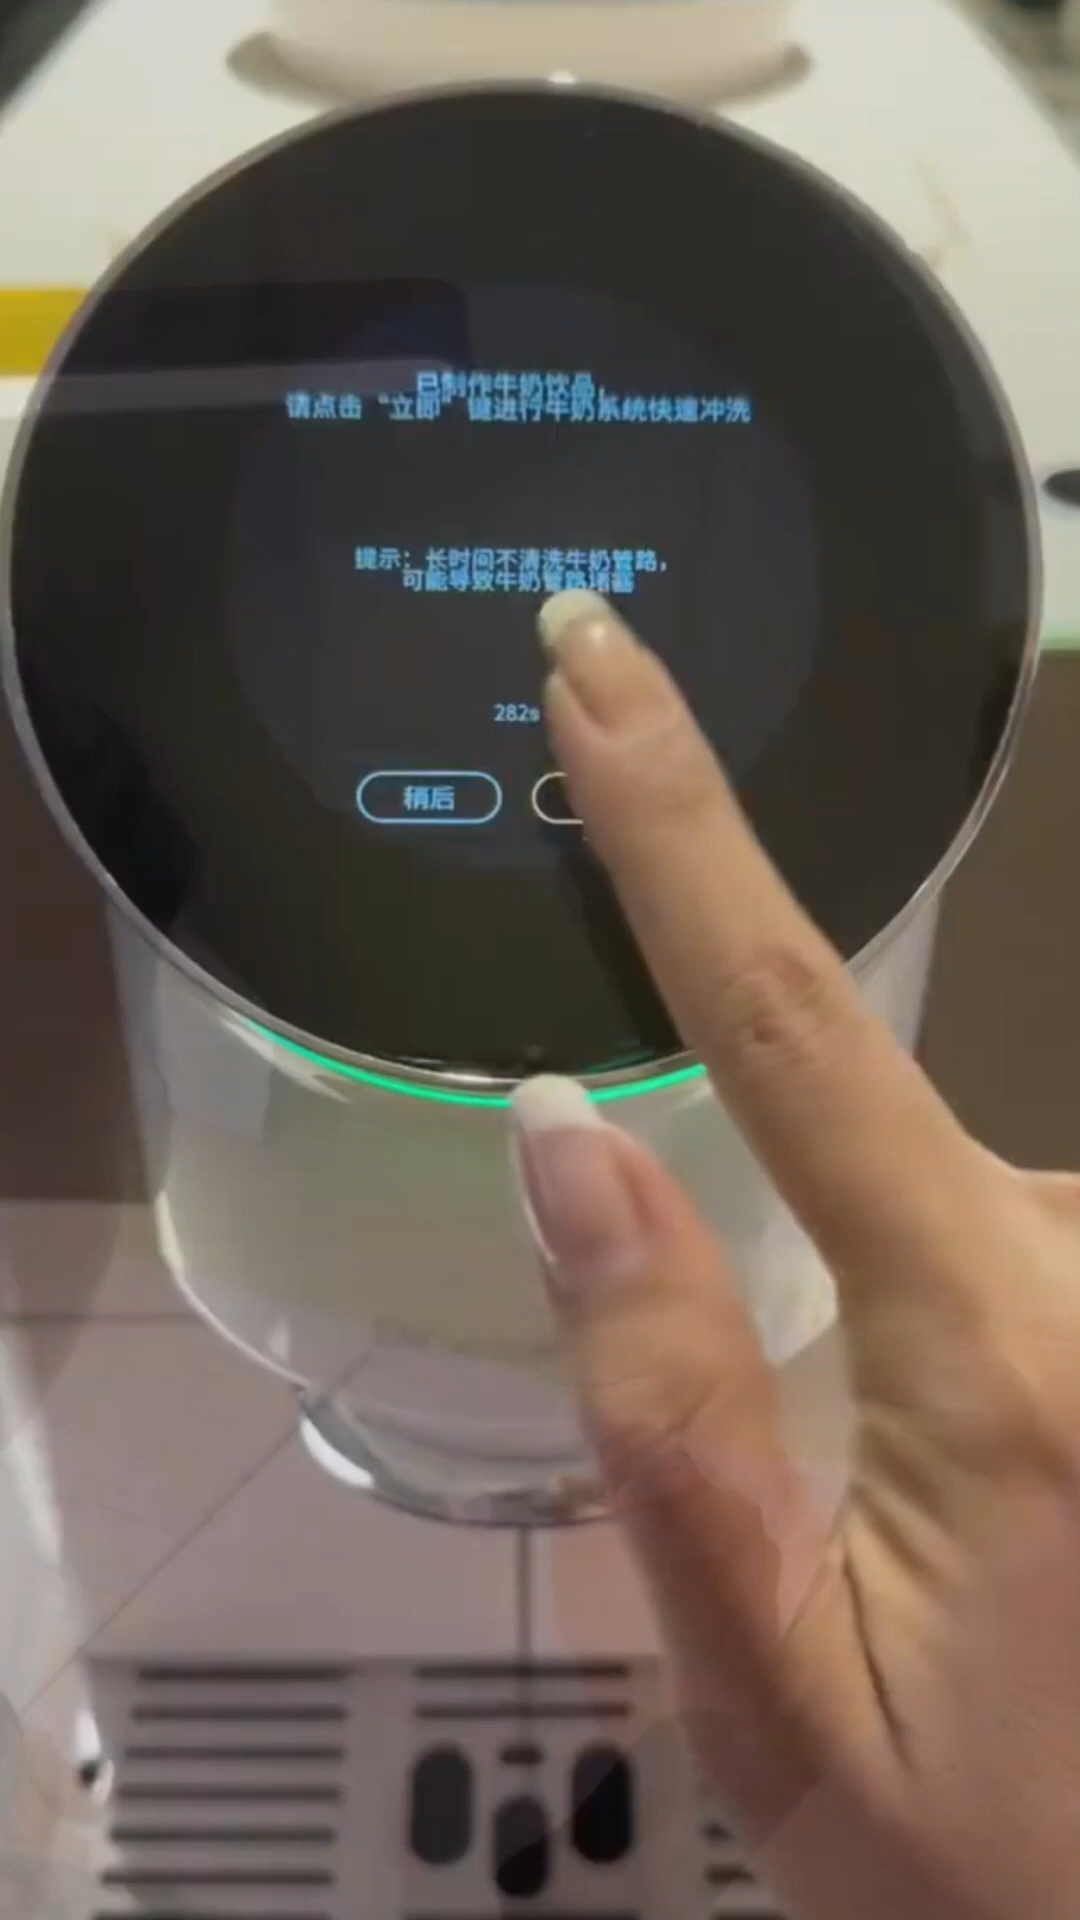 已制作牛奶饮品，
请点击“立即”键进行牛奶系统快速冲洗
提示：长时间不清洗牛奶管路，
可能导致牛奶管路堵塞
282s
稍后